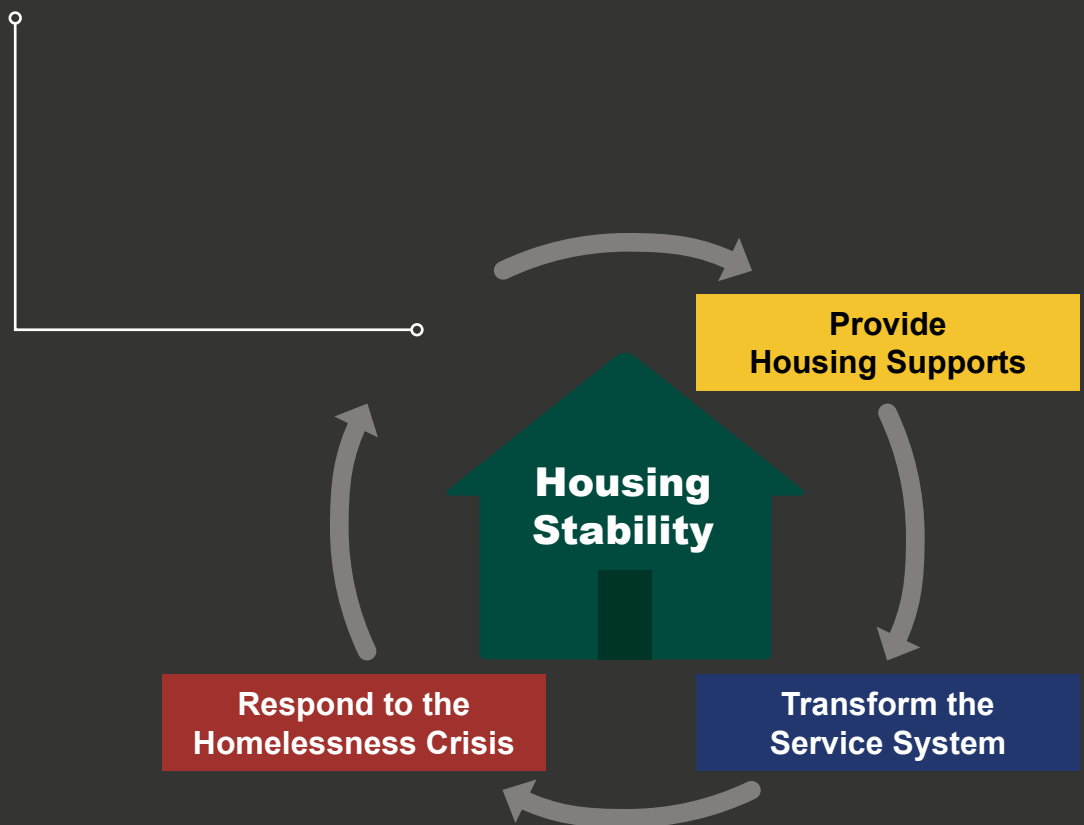 Provide
Housing Supports
Housing
Stability
Respond to the
Homelessness Crisis
Transform the
Service System